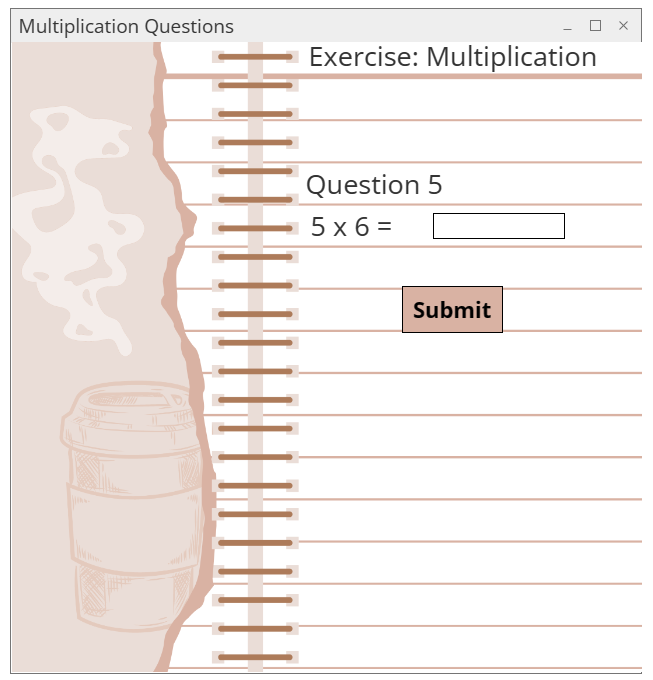 Multiplication Questions
Exercise: Multiplication
Question 5
5 x 6 =
Submit